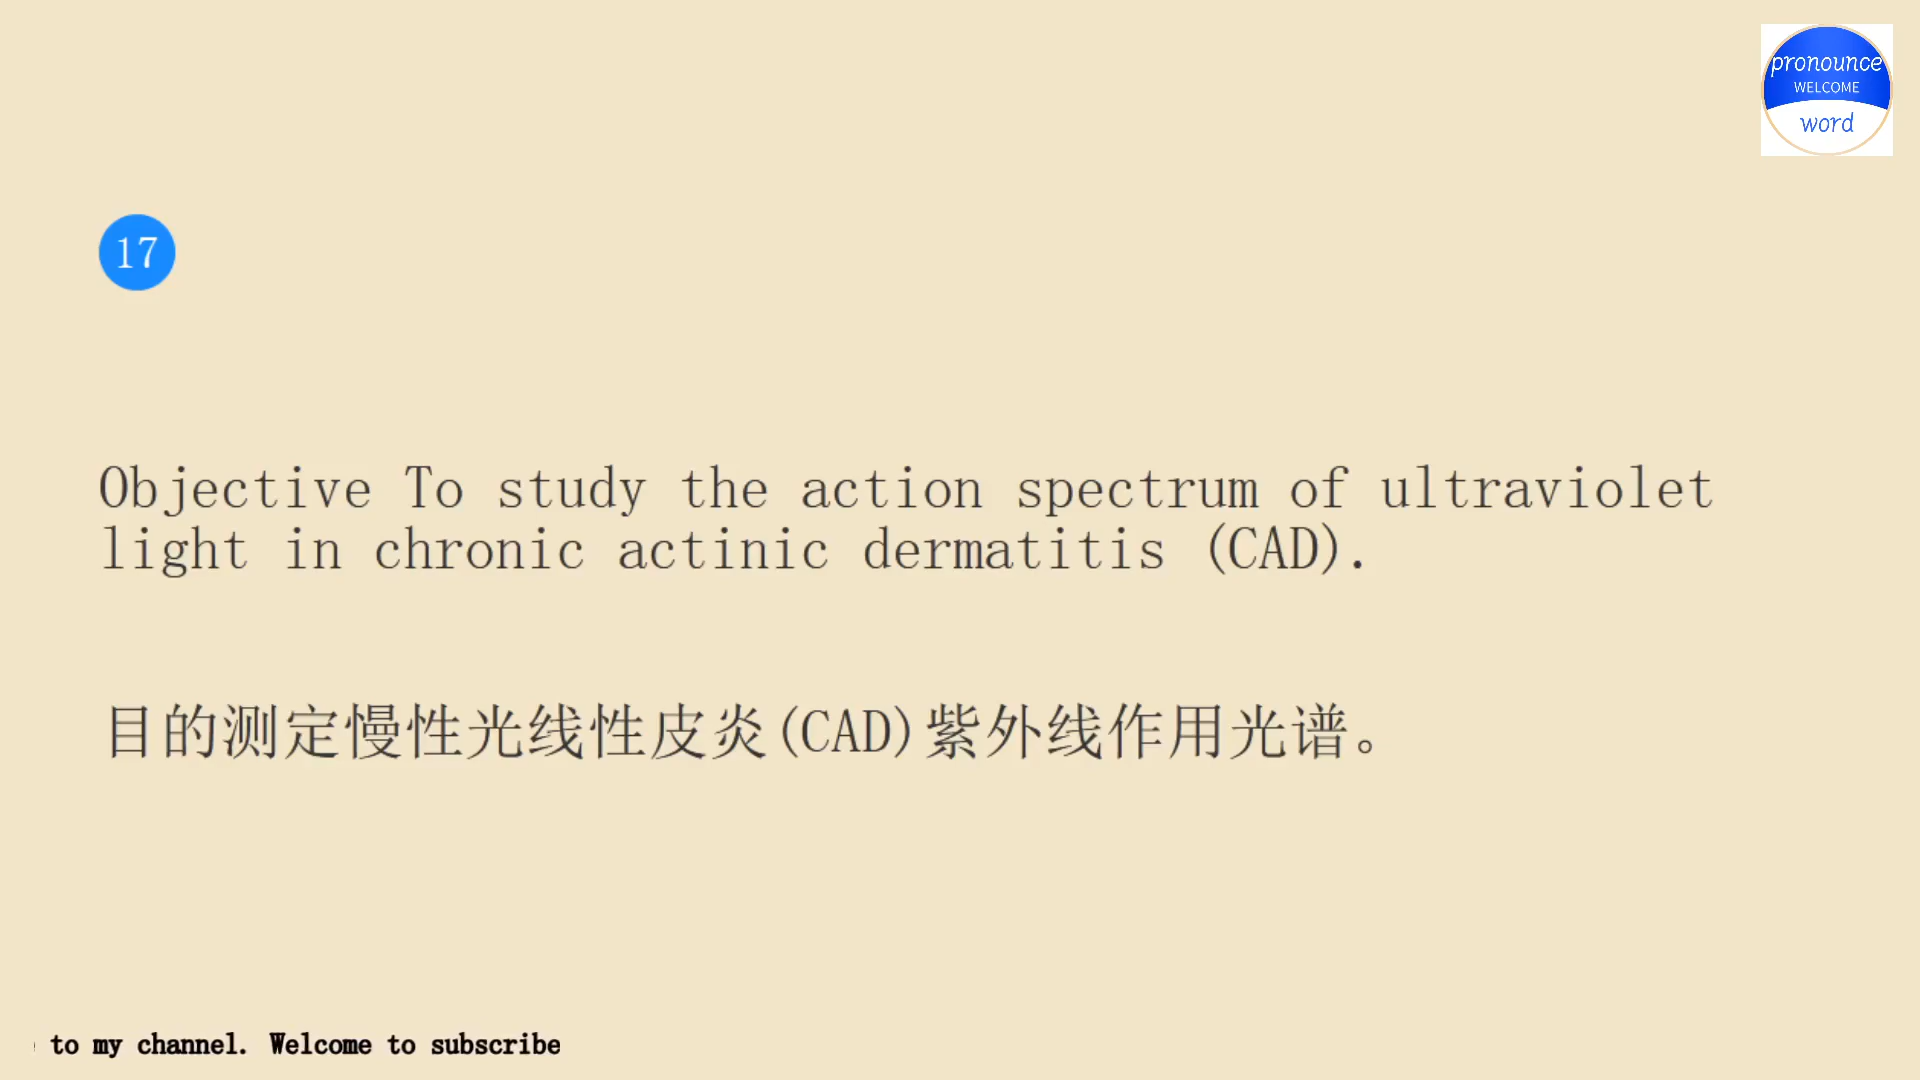 pronounce
WELCOME
word
17
Objective To study the action spectrum of ultraviolet
light in chronic actinic dermatitis (CAD).
目的测定慢性光线性皮炎(CAD)紫外线作用光谱。
to my channel. Welcome to subscribe